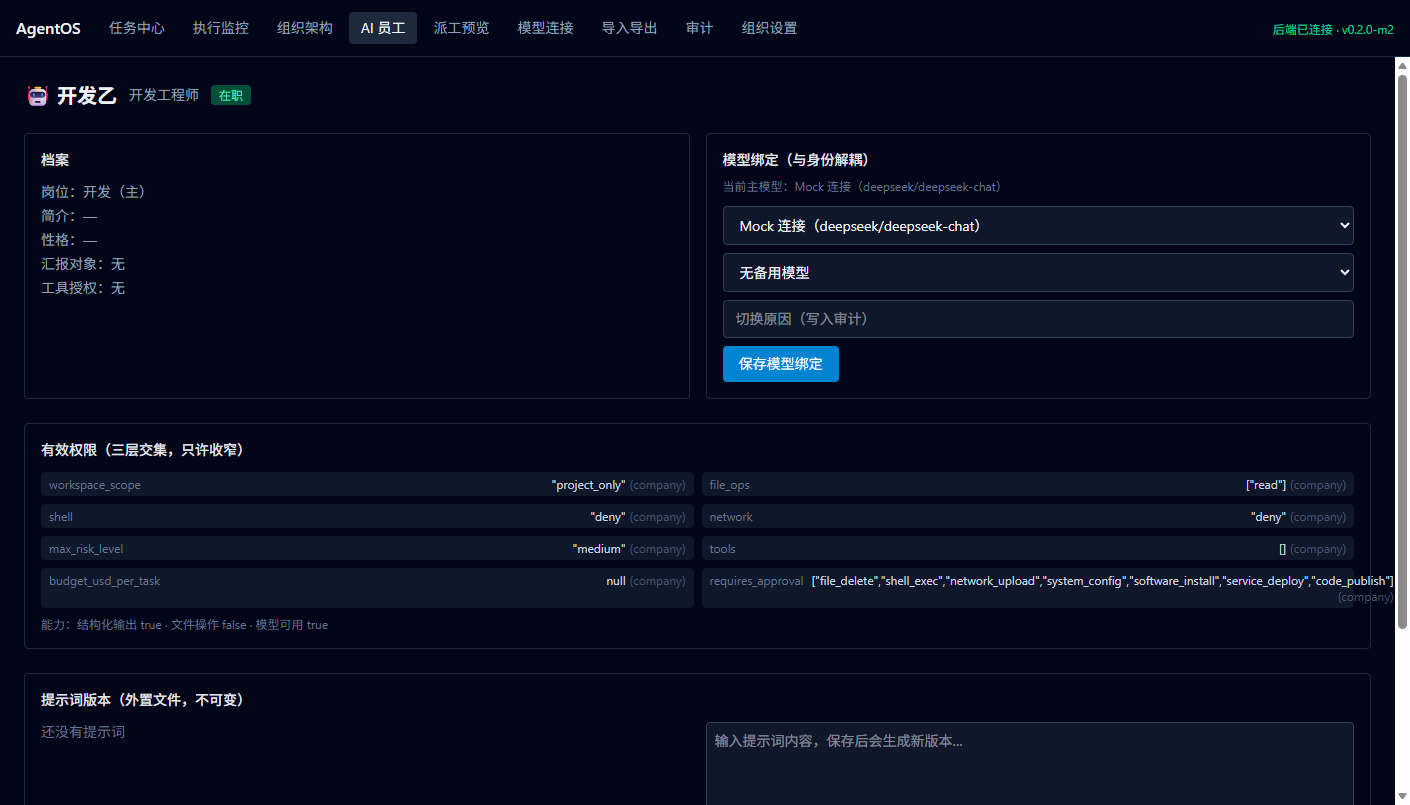 AgentOS 任务中心 执行监控 组织架构 AI 员工 派工预览 模型连接 导入导出 审计 组织设置 后端已连接 · v0.2.0-m2
开发乙 开发工程师 在职
档案
岗位：开发（主）
简介：—
性格：—
汇报对象：无
工具授权：无
模型绑定（与身份解耦）
当前主模型：Mock 连接（deepseek/deepseek-chat）
Mock 连接（deepseek/deepseek-chat）
无备用模型
切换原因（写入审计）
保存模型绑定
有效权限（三层交集，只许收窄）
workspace_scope "project_only" (company) file_ops ["read"] (company)
shell "deny" (company) network "deny" (company)
max_risk_level "medium" (company) tools [] (company)
budget_usd_per_task null (company) requires_approval ["file_delete","shell_exec","network_upload","system_config","software_install","service_deploy","code_publish"]
(company)
能力：结构化输出 true · 文件操作 false · 模型可用 true
提示词版本（外置文件，不可变）
还没有提示词
输入提示词内容，保存后会生成新版本...